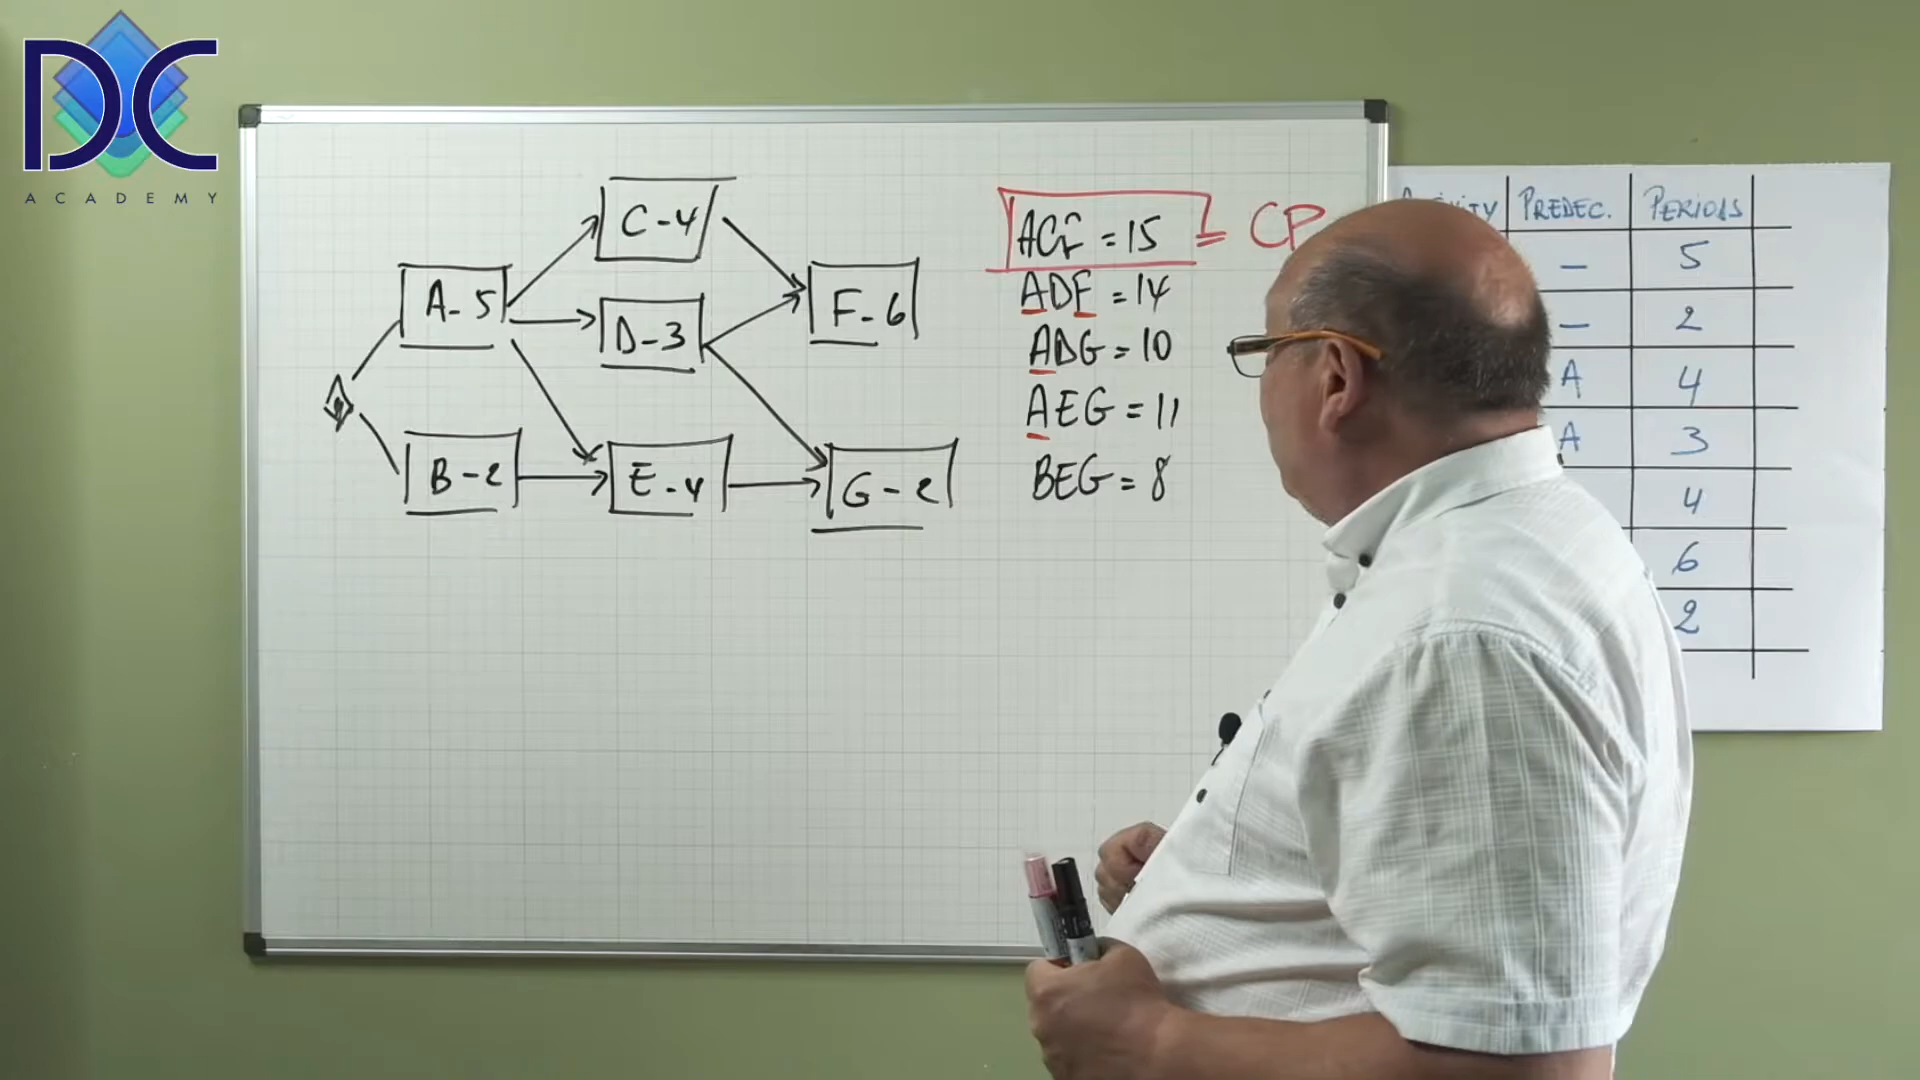 DC
ACADEMY
C-4
A-5
D-3
F-6
B-2
E-4
G-2
ACF = 15 = CP
ADF = 14
ADG = 10
AEG = 11
BEG = 8
PREDEC. PERIODS
- 5
- 2
A 4
A 3
4
6
2